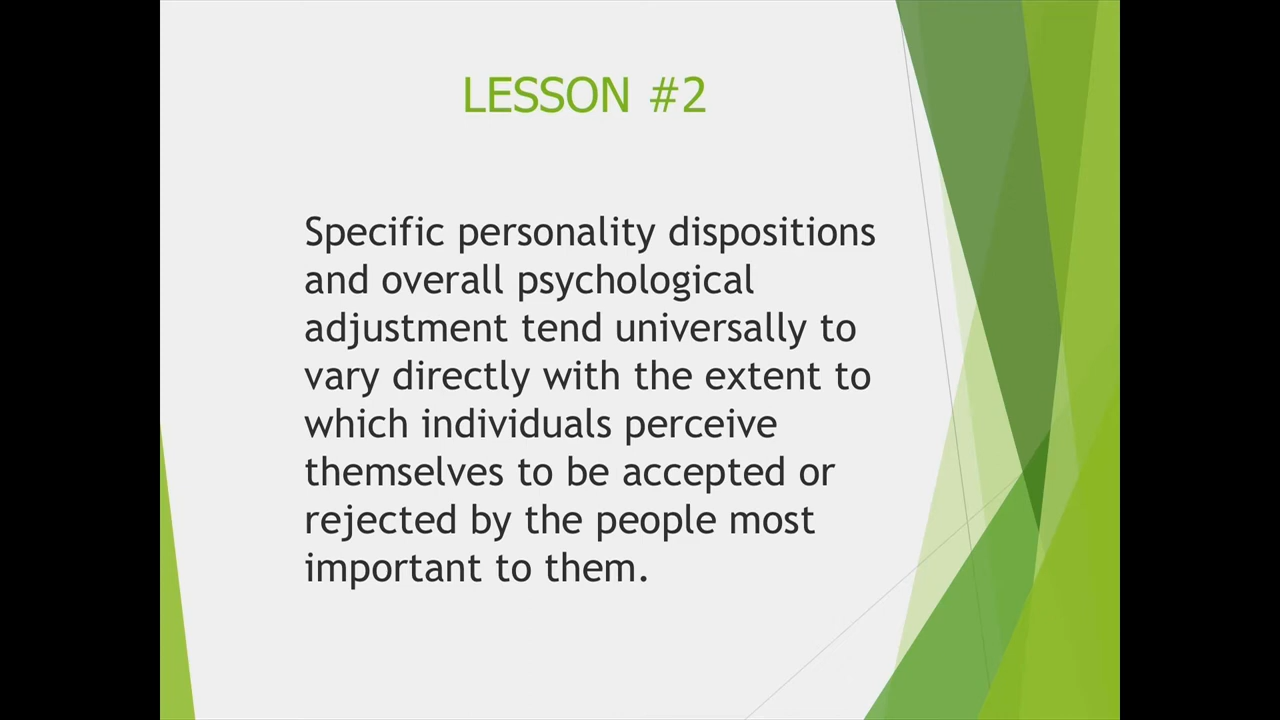 LESSON #2
Specific personality dispositions
and overall psychological
adjustment tend universally to
vary directly with the extent to
which individuals perceive
themselves to be accepted or
rejected by the people most
important to them.